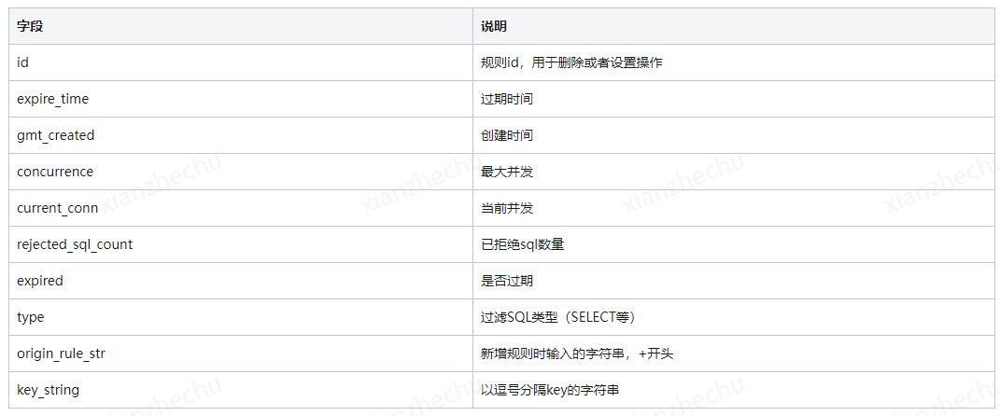 字段 说明
id 规则id，用于删除或者设置操作
expire_time 过期时间
gmt_created 创建时间
concurrence 最大并发
current_conn 当前并发
rejected_sql_count 已拒绝sql数量
expired 是否过期
type 过滤SQL类型（SELECT等）
origin_rule_str 新增规则时输入的字符串，+开头
key_string 以逗号分隔key的字符串
xianzhechu
xianzhechu
xianzhechu
xianzhechu
xianzhechu
xianzhechu
xianzhechu
xianzhechu